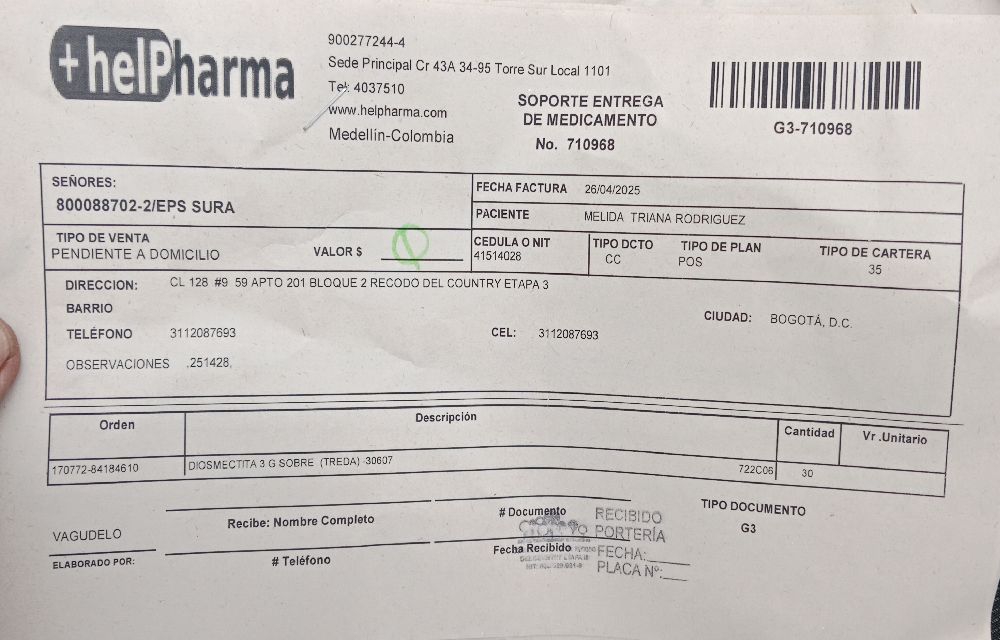 +helPharma
900277244-4
Sede Principal Cr 43A 34-95 Torre Sur Local 1101
Tel: 4037510
www.helpharma.com
Medellín-Colombia
SOPORTE ENTREGA
DE MEDICAMENTO
No. 710968
G3-710968
SEÑORES:
800088702-2/EPS SURA
FECHA FACTURA 26/04/2025
PACIENTE MELIDA TRIANA RODRIGUEZ
TIPO DE VENTA
PENDIENTE A DOMICILIO
VALOR $
CEDULA O NIT
41514028
TIPO DCTO
CC
TIPO DE PLAN
POS
TIPO DE CARTERA
35
DIRECCION: CL 128 #9 59 APTO 201 BLOQUE 2 RECODO DEL COUNTRY ETAPA 3
BARRIO
CIUDAD: BOGOTÁ, D.C.
TELÉFONO 3112087693 CEL: 3112087693
OBSERVACIONES ,251428,
Orden Descripción Cantidad Vr .Unitario
170772-84184610 DIOSMECTITA 3 G SOBRE (TREDA) -30607 722C06 30
VAGUDELO
ELABORADO POR:
Recibe: Nombre Completo
# Teléfono
# Documento
Fecha Recibido
RECIBIDO
PORTERÍA
FECHA:___
PLACA Nº:___
TIPO DOCUMENTO
G3